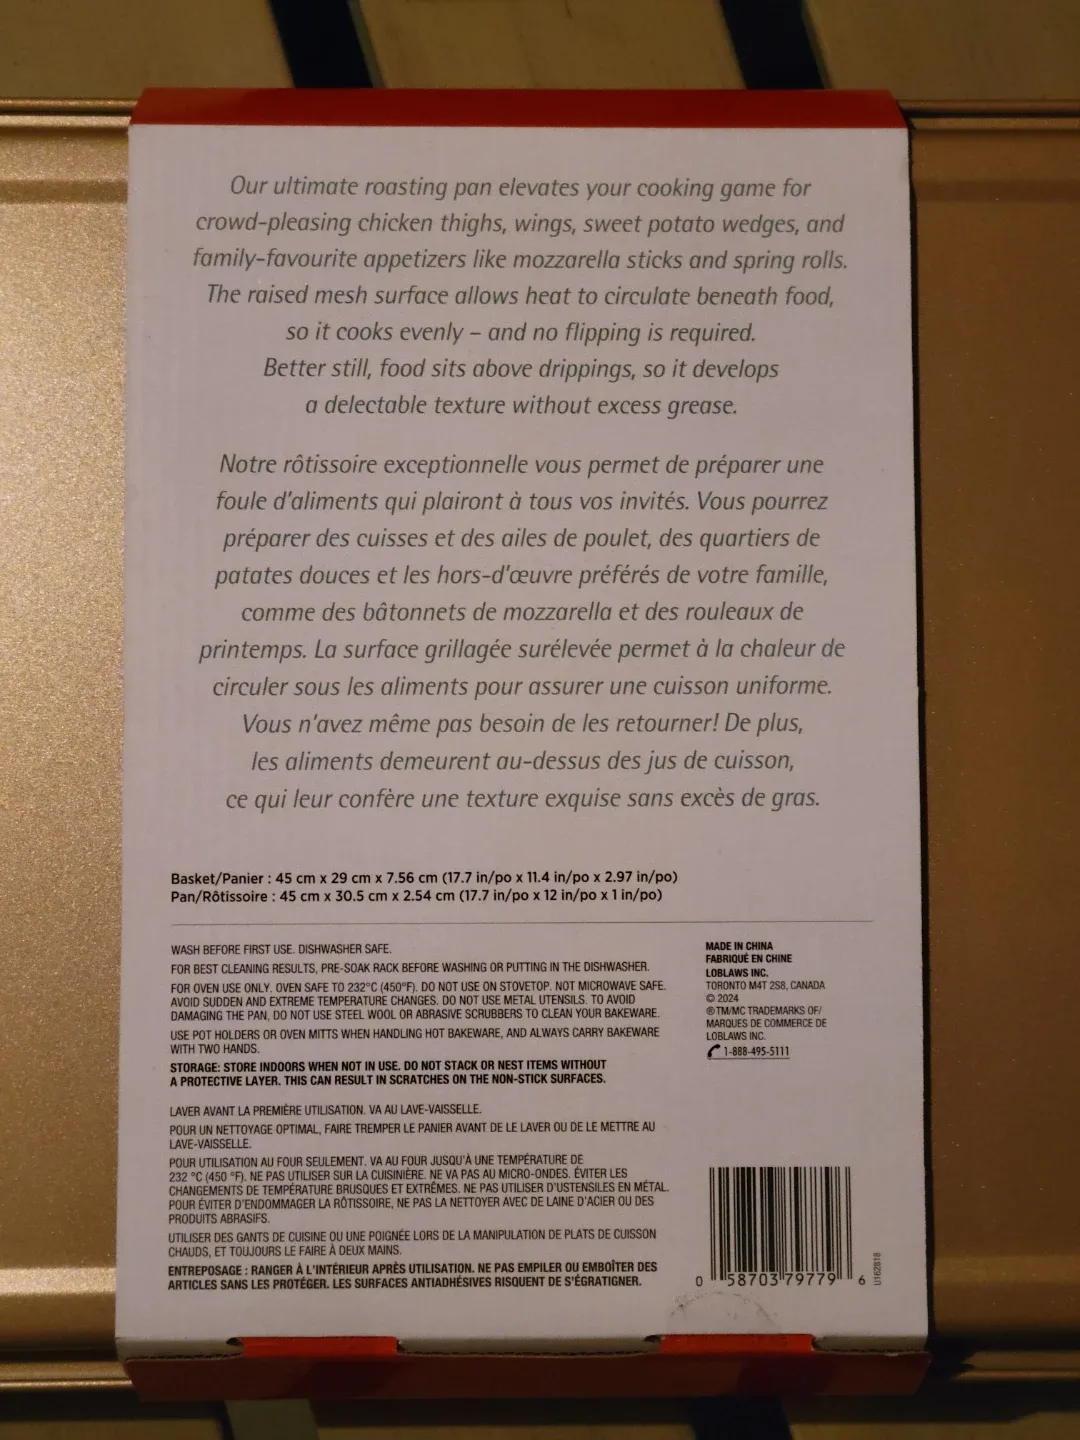 Our ultimate roasting pan elevates your cooking game for
crowd-pleasing chicken thighs, wings, sweet potato wedges, and
family-favourite appetizers like mozzarella sticks and spring rolls.
The raised mesh surface allows heat to circulate beneath food,
so it cooks evenly – and no flipping is required.
Better still, food sits above drippings, so it develops
a delectable texture without excess grease.
Notre rôtissoire exceptionnelle vous permet de préparer une
foule d'aliments qui plairont à tous vos invités. Vous pourrez
préparer des cuisses et des ailes de poulet, des quartiers de
patates douces et les hors-d'œuvre préférés de votre famille,
comme des bâtonnets de mozzarella et des rouleaux de
printemps. La surface grillagée surélevée permet à la chaleur de
circuler sous les aliments pour assurer une cuisson uniforme.
Vous n'avez même pas besoin de les retourner! De plus,
les aliments demeurent au-dessus des jus de cuisson,
ce qui leur confère une texture exquise sans excès de gras.
Basket/Panier : 45 cm x 29 cm x 7.56 cm (17.7 in/po x 11.4 in/po x 2.97 in/po)
Pan/Rôtissoire : 45 cm x 30.5 cm x 2.54 cm (17.7 in/po x 12 in/po x 1 in/po)
WASH BEFORE FIRST USE. DISHWASHER SAFE.
FOR BEST CLEANING RESULTS, PRE-SOAK RACK BEFORE WASHING OR PUTTING IN THE DISHWASHER.
FOR OVEN USE ONLY. OVEN SAFE TO 232°C (450°F). DO NOT USE ON STOVETOP. NOT MICROWAVE SAFE.
AVOID SUDDEN AND EXTREME TEMPERATURE CHANGES. DO NOT USE METAL UTENSILS. TO AVOID
DAMAGING THE PAN, DO NOT USE STEEL WOOL OR ABRASIVE SCRUBBERS TO CLEAN YOUR BAKEWARE.
USE POT HOLDERS OR OVEN MITTS WHEN HANDLING HOT BAKEWARE, AND ALWAYS CARRY BAKEWARE
WITH TWO HANDS.
STORAGE: STORE INDOORS WHEN NOT IN USE. DO NOT STACK OR NEST ITEMS WITHOUT
A PROTECTIVE LAYER. THIS CAN RESULT IN SCRATCHES ON THE NON-STICK SURFACES.
LAVER AVANT LA PREMIÈRE UTILISATION. VA AU LAVE-VAISSELLE.
POUR UN NETTOYAGE OPTIMAL, FAIRE TREMPER LE PANIER AVANT DE LE LAVER OU DE LE METTRE AU
LAVE-VAISSELLE.
POUR UTILISATION AU FOUR SEULEMENT. VA AU FOUR JUSQU'À UNE TEMPÉRATURE DE
232 °C (450 °F). NE PAS UTILISER SUR LA CUISINIÈRE. NE VA PAS AU MICRO-ONDES. ÉVITER LES
CHANGEMENTS DE TEMPÉRATURE BRUSQUES ET EXTRÊMES. NE PAS UTILISER D'USTENSILES EN MÉTAL.
POUR ÉVITER D'ENDOMMAGER LA RÔTISSOIRE, NE PAS LA NETTOYER AVEC DE LAINE D'ACIER OU DES
PRODUITS ABRASIFS.
UTILISER DES GANTS DE CUISINE OU UNE POIGNÉE LORS DE LA MANIPULATION DE PLATS DE CUISSON
CHAUDS, ET TOUJOURS LE FAIRE À DEUX MAINS.
ENTREPOSAGE : RANGER À L'INTÉRIEUR APRÈS UTILISATION. NE PAS EMPILER OU EMBOÎTER DES
ARTICLES SANS LES PROTÉGER. LES SURFACES ANTIADHÉSIVES RISQUENT DE S'ÉGRATIGNER.
MADE IN CHINA
FABRIQUÉ EN CHINE
LOBLAWS INC.
TORONTO M4T 2S8, CANADA
© 2024
®TM/MC TRADEMARKS OF/
MARQUES DE COMMERCE DE
LOBLAWS INC.
1-888-495-5111
0 58703 79779 6
U162818